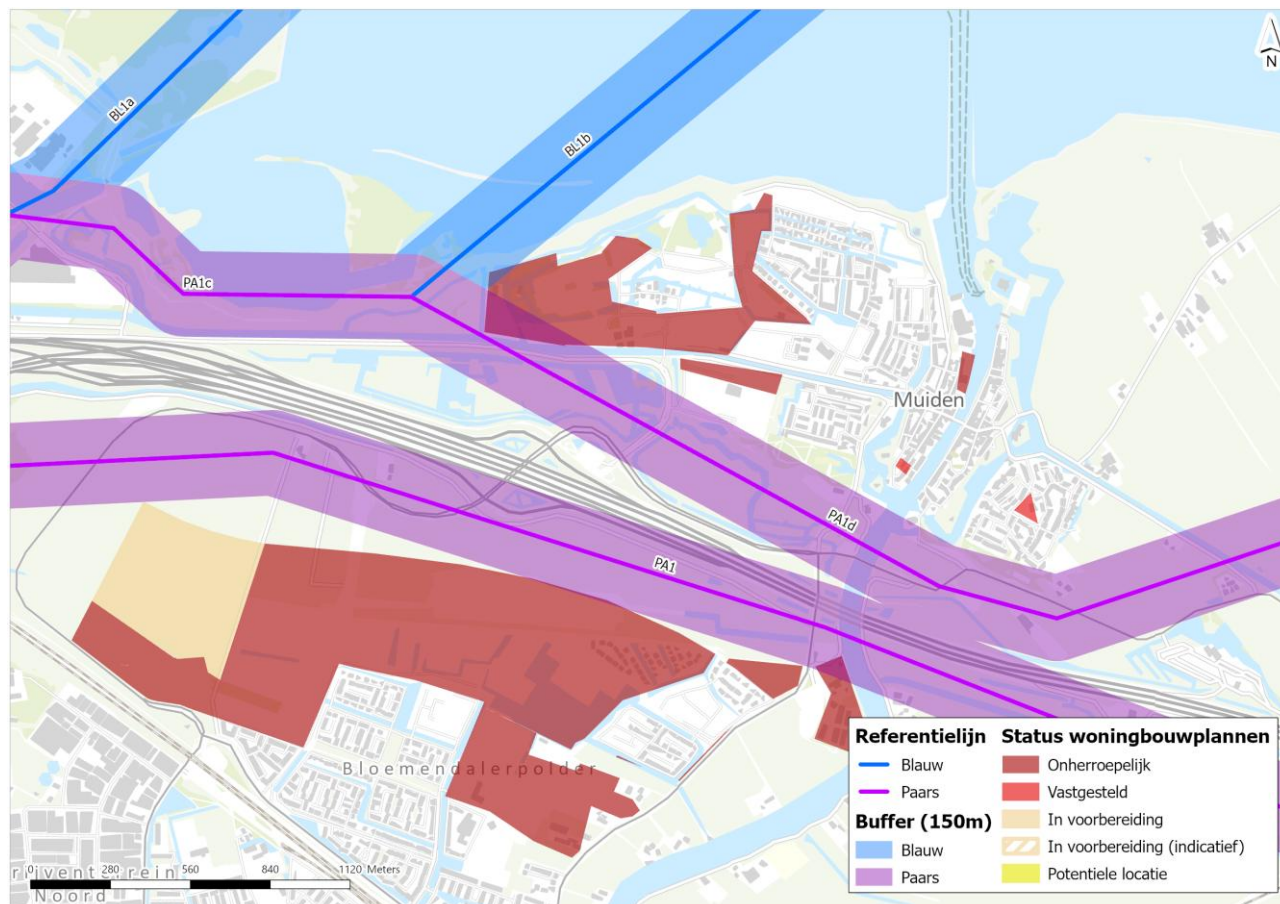 N
BL1a
BL1b
PA1c
Muiden
PA1d
PA1
Bloemendalerpolder
0 280 560 840 1120 Meters
Noord
Referentielijn
Blauw
Paars
Buffer (150m)
Blauw
Paars
Status woningbouwplannen
Onherroepelijk
Vastgesteld
In voorbereiding
In voorbereiding (indicatief)
Potentiele locatie